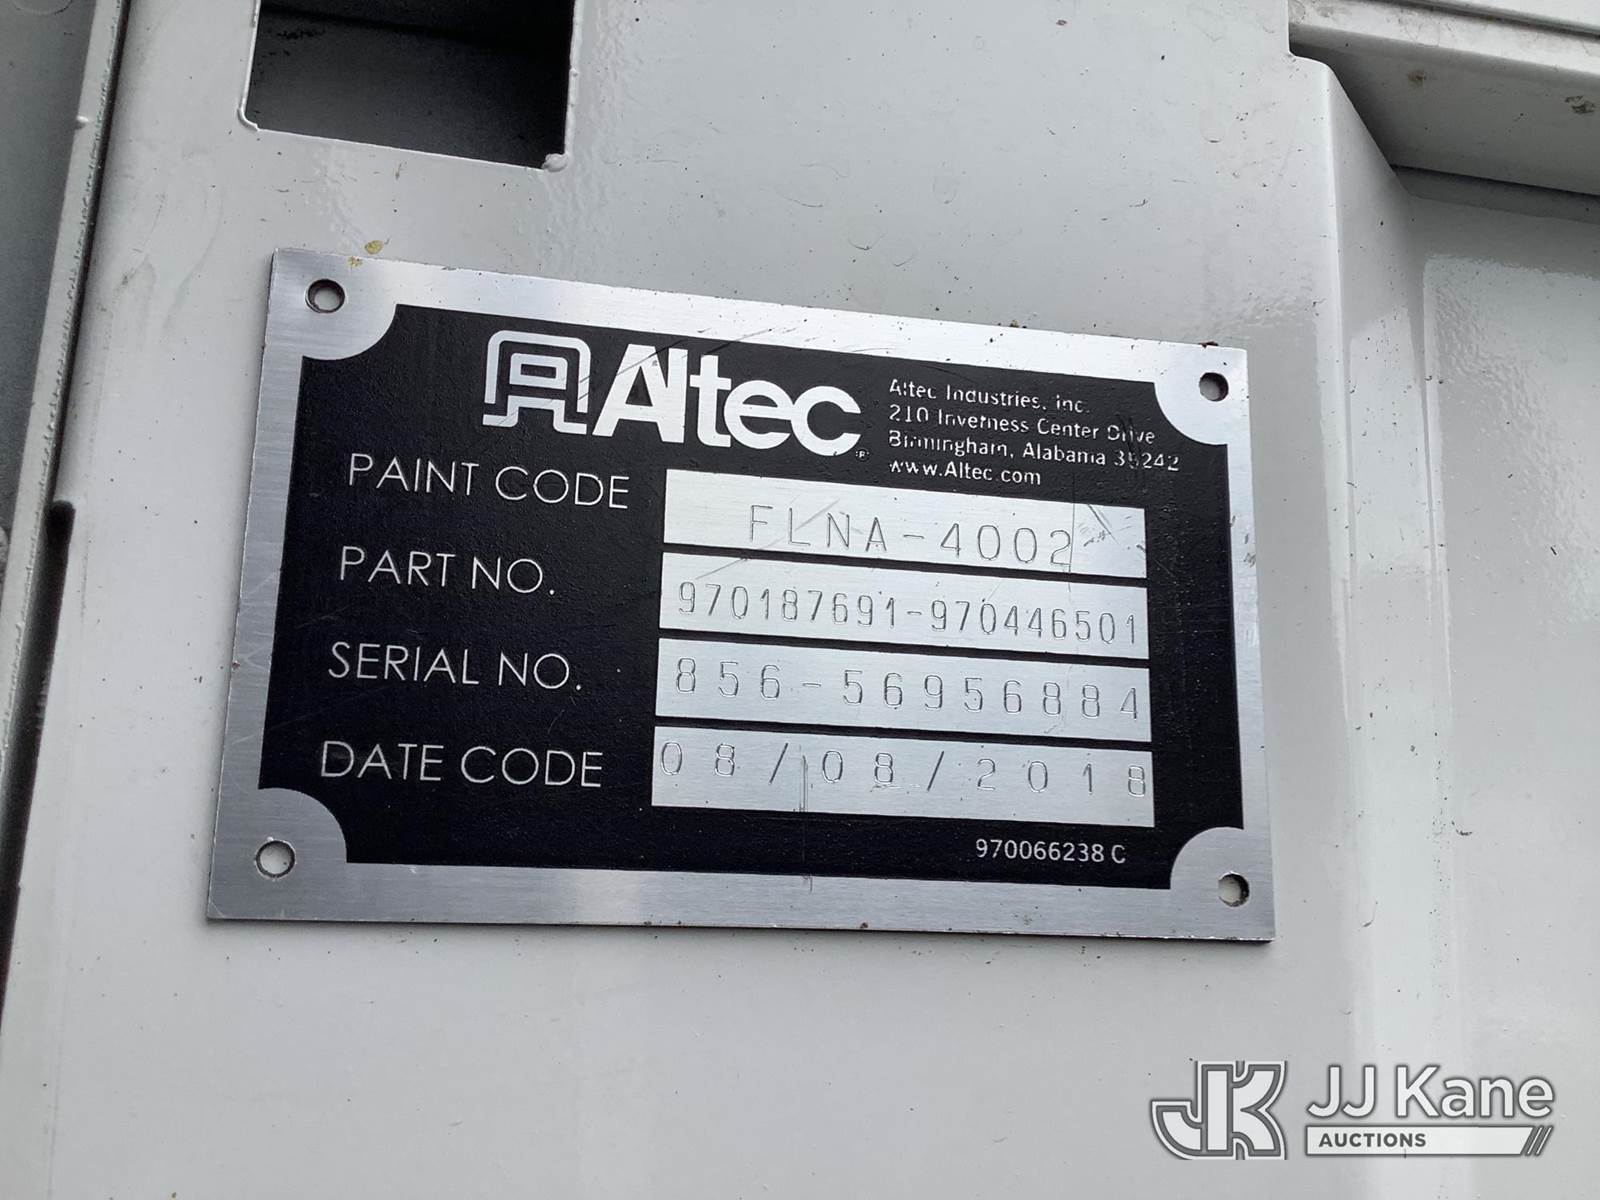 Altec
Altec Industries, Inc.
210 Inverness Center Drive
Birmingham, Alabama 35242
www.Altec.com
PAINT CODE FLNA-4002
PART NO. 970187691-970446501
SERIAL NO. 856-56956884
DATE CODE 08/08/2018
970066238 C
JK JJ Kane
AUCTIONS